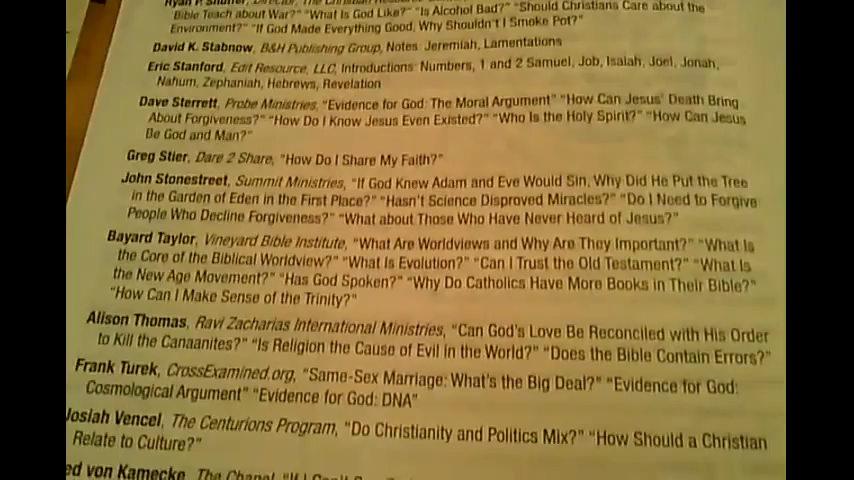 Bible Teach about War?" "What Is God Like?" "Is Alcohol Bad?" "Should Christians Care about the
Environment?" "If God Made Everything Good, Why Shouldn't I Smoke Pot?"
David K. Stabnow, B&H Publishing Group, Notes: Jeremiah, Lamentations
Eric Stanford, Edit Resource, LLC, Introductions: Numbers, 1 and 2 Samuel, Job, Isaiah, Joel, Jonah,
Nahum, Zephaniah, Hebrews, Revelation
Dave Sterrett, Probe Ministries, "Evidence for God: The Moral Argument" "How Can Jesus' Death Bring
About Forgiveness?" "How Do I Know Jesus Even Existed?" "Who Is the Holy Spirit?" "How Can Jesus
Be God and Man?"
Greg Stier, Dare 2 Share, "How Do I Share My Faith?"
John Stonestreet, Summit Ministries, "If God Knew Adam and Eve Would Sin, Why Did He Put the Tree
in the Garden of Eden in the First Place?" "Hasn't Science Disproved Miracles?" "Do I Need to Forgive
People Who Decline Forgiveness?" "What about Those Who Have Never Heard of Jesus?"
Bayard Taylor, Vineyard Bible Institute, "What Are Worldviews and Why Are They Important?" "What Is
the Core of the Biblical Worldview?" "What Is Evolution?" "Can I Trust the Old Testament?" "What Is
the New Age Movement?" "Has God Spoken?" "Why Do Catholics Have More Books in Their Bible?"
"How Can I Make Sense of the Trinity?"
Alison Thomas, Ravi Zacharias International Ministries, "Can God's Love Be Reconciled with His Order
to Kill the Canaanites?" "Is Religion the Cause of Evil in the World?" "Does the Bible Contain Errors?"
Frank Turek, CrossExamined.org, "Same-Sex Marriage: What's the Big Deal?" "Evidence for God:
Cosmological Argument" "Evidence for God: DNA"
Josiah Vencel, The Centurions Program, "Do Christianity and Politics Mix?" "How Should a Christian
Relate to Culture?"
von Kamecke, The Chapel,